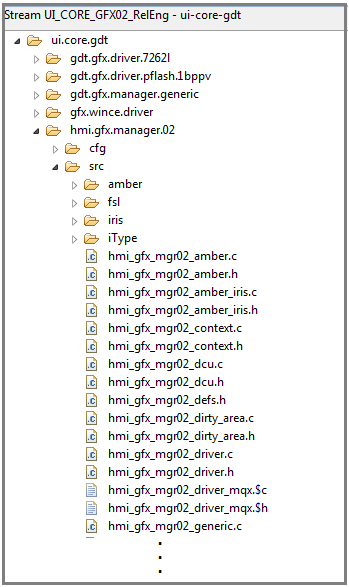 Stream UI_CORE_GFX02_RelEng - ui-core-gdt
ui.core.gdt
gdt.gfx.driver.7262l
gdt.gfx.driver.pflash.1bppv
gdt.gfx.manager.generic
gfx.wince.driver
hmi.gfx.manager.02
cfg
src
amber
fsl
iris
iType
hmi_gfx_mgr02_amber.c
hmi_gfx_mgr02_amber.h
hmi_gfx_mgr02_amber_iris.c
hmi_gfx_mgr02_amber_iris.h
hmi_gfx_mgr02_context.c
hmi_gfx_mgr02_context.h
hmi_gfx_mgr02_dcu.c
hmi_gfx_mgr02_dcu.h
hmi_gfx_mgr02_defs.h
hmi_gfx_mgr02_dirty_area.c
hmi_gfx_mgr02_dirty_area.h
hmi_gfx_mgr02_driver.c
hmi_gfx_mgr02_driver.h
hmi_gfx_mgr02_driver_mqx.$c
hmi_gfx_mgr02_driver_mqx.$h
hmi_gfx_mgr02_generic.c